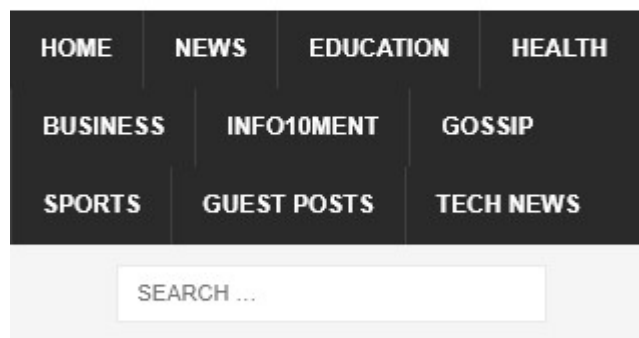 HOME NEWS EDUCATION HEALTH
BUSINESS INFO10MENT GOSSIP
SPORTS GUEST POSTS TECH NEWS
SEARCH …